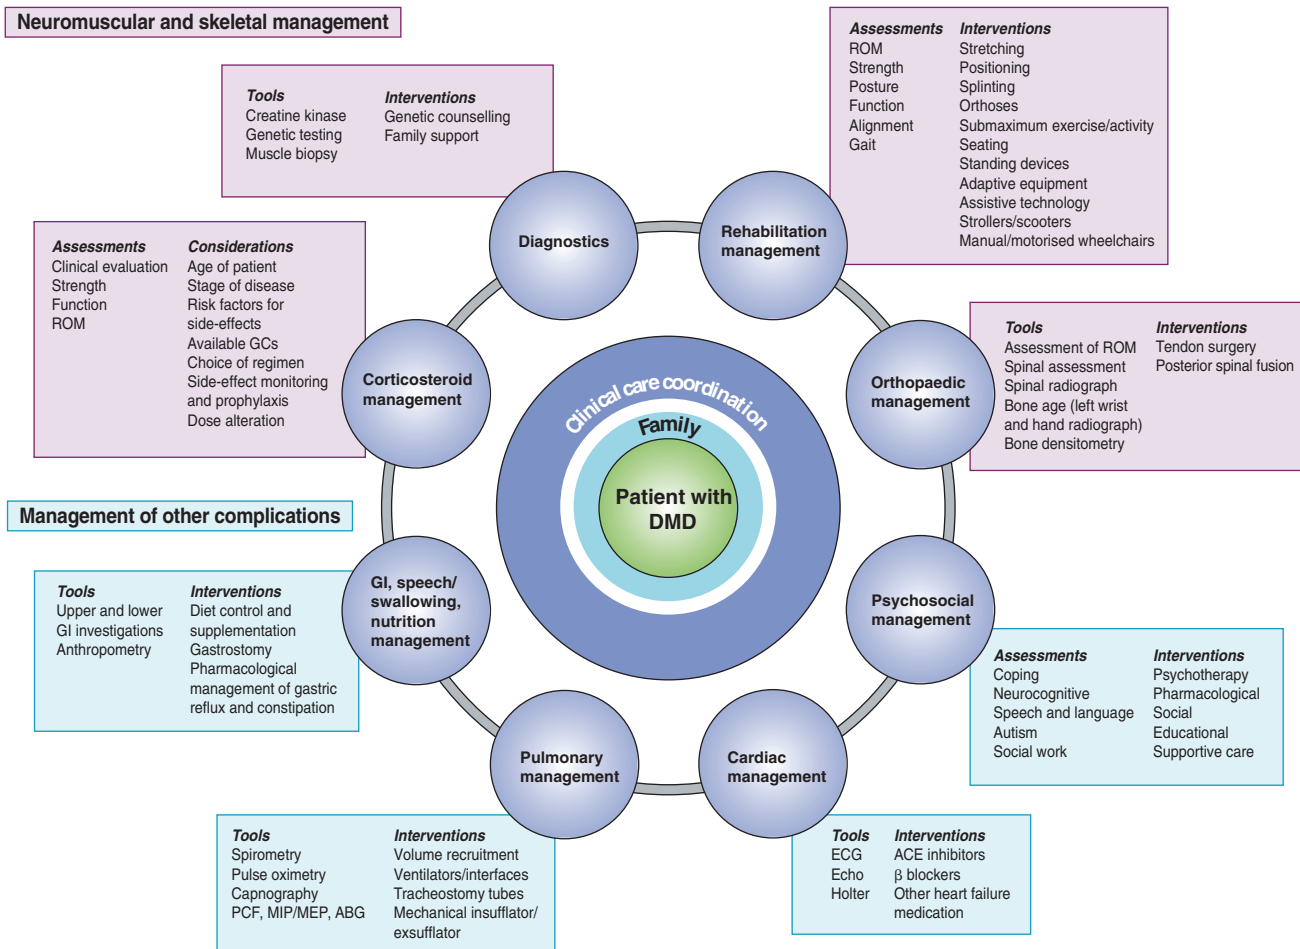 Neuromuscular and skeletal management
Tools
Creatine kinase
Genetic testing
Muscle biopsy
Interventions
Genetic counselling
Family support
Diagnostics
Assessments
ROM
Strength
Posture
Function
Alignment
Gait
Interventions
Stretching
Positioning
Splinting
Orthoses
Submaximum exercise/activity
Seating
Standing devices
Adaptive equipment
Assistive technology
Strollers/scooters
Manual/motorised wheelchairs
Rehabilitation
management
Assessments
Clinical evaluation
Strength
Function
ROM
Considerations
Age of patient
Stage of disease
Risk factors for
side-effects
Available GCs
Choice of regimen
Side-effect monitoring
and prophylaxis
Dose alteration
Corticosteroid
management
Tools
Assessment of ROM
Spinal assessment
Spinal radiograph
Bone age (left wrist
and hand radiograph)
Bone densitometry
Interventions
Tendon surgery
Posterior spinal fusion
Orthopaedic
management
Clinical care coordination
Family
Patient with
DMD
Management of other complications
Tools
Upper and lower
GI investigations
Anthropometry
Interventions
Diet control and
supplementation
Gastrostomy
Pharmacological
management of gastric
reflux and constipation
GI, speech/
swallowing,
nutrition
management
Psychosocial
management
Assessments
Coping
Neurocognitive
Speech and language
Autism
Social work
Interventions
Psychotherapy
Pharmacological
Social
Educational
Supportive care
Pulmonary
management
Tools
Spirometry
Pulse oximetry
Capnography
PCF, MIP/MEP, ABG
Interventions
Volume recruitment
Ventilators/interfaces
Tracheostomy tubes
Mechanical insufflator/
exsufflator
Cardiac
management
Tools
ECG
Echo
Holter
Interventions
ACE inhibitors
β blockers
Other heart failure
medication